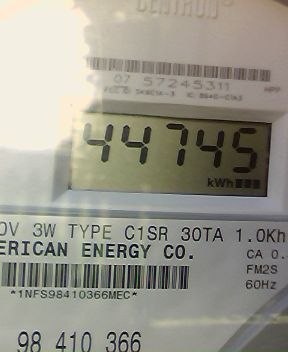 CENTRON®
07 57245311
HPP
44745
kWh
0V 3W TYPE C1SR 30TA 1.0Kh
ERICAN ENERGY CO.
CA 0.
FM2S
60Hz
*1NFS98410366MEC*
98 410 366